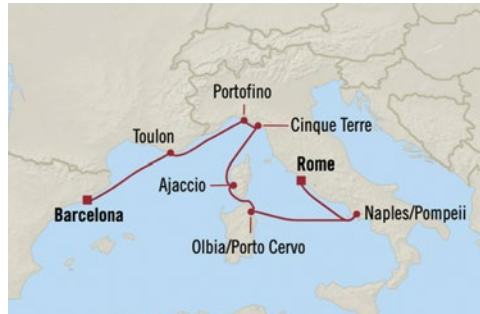 Portofino
Cinque Terre
Toulon
Rome
Ajaccio
Barcelona
Naples/Pompeii
Olbia/Porto Cervo